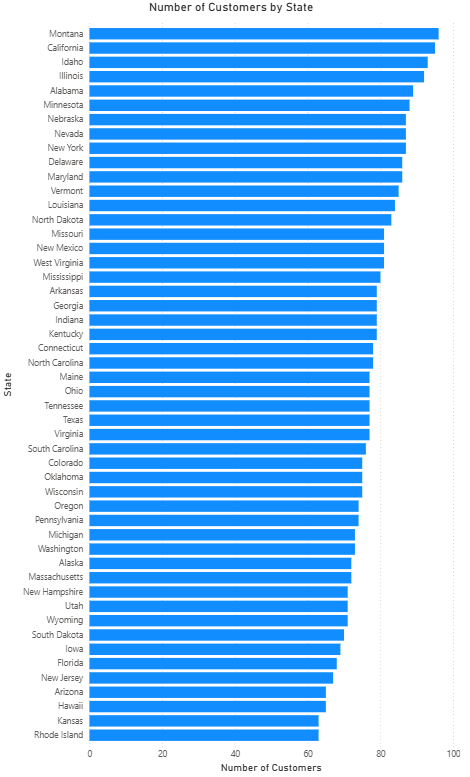 Number of Customers by State
Montana
California
Idaho
Illinois
Alabama
Minnesota
Nebraska
Nevada
New York
Delaware
Maryland
Vermont
Louisiana
North Dakota
Missouri
New Mexico
West Virginia
Mississippi
Arkansas
Georgia
Indiana
Kentucky
Connecticut
North Carolina
Maine
Ohio
Tennessee
Texas
Virginia
South Carolina
Colorado
Oklahoma
Wisconsin
Oregon
Pennsylvania
Michigan
Washington
Alaska
Massachusetts
New Hampshire
Utah
Wyoming
South Dakota
Iowa
Florida
New Jersey
Arizona
Hawaii
Kansas
Rhode Island
State
0 20 40 60 80 100
Number of Customers